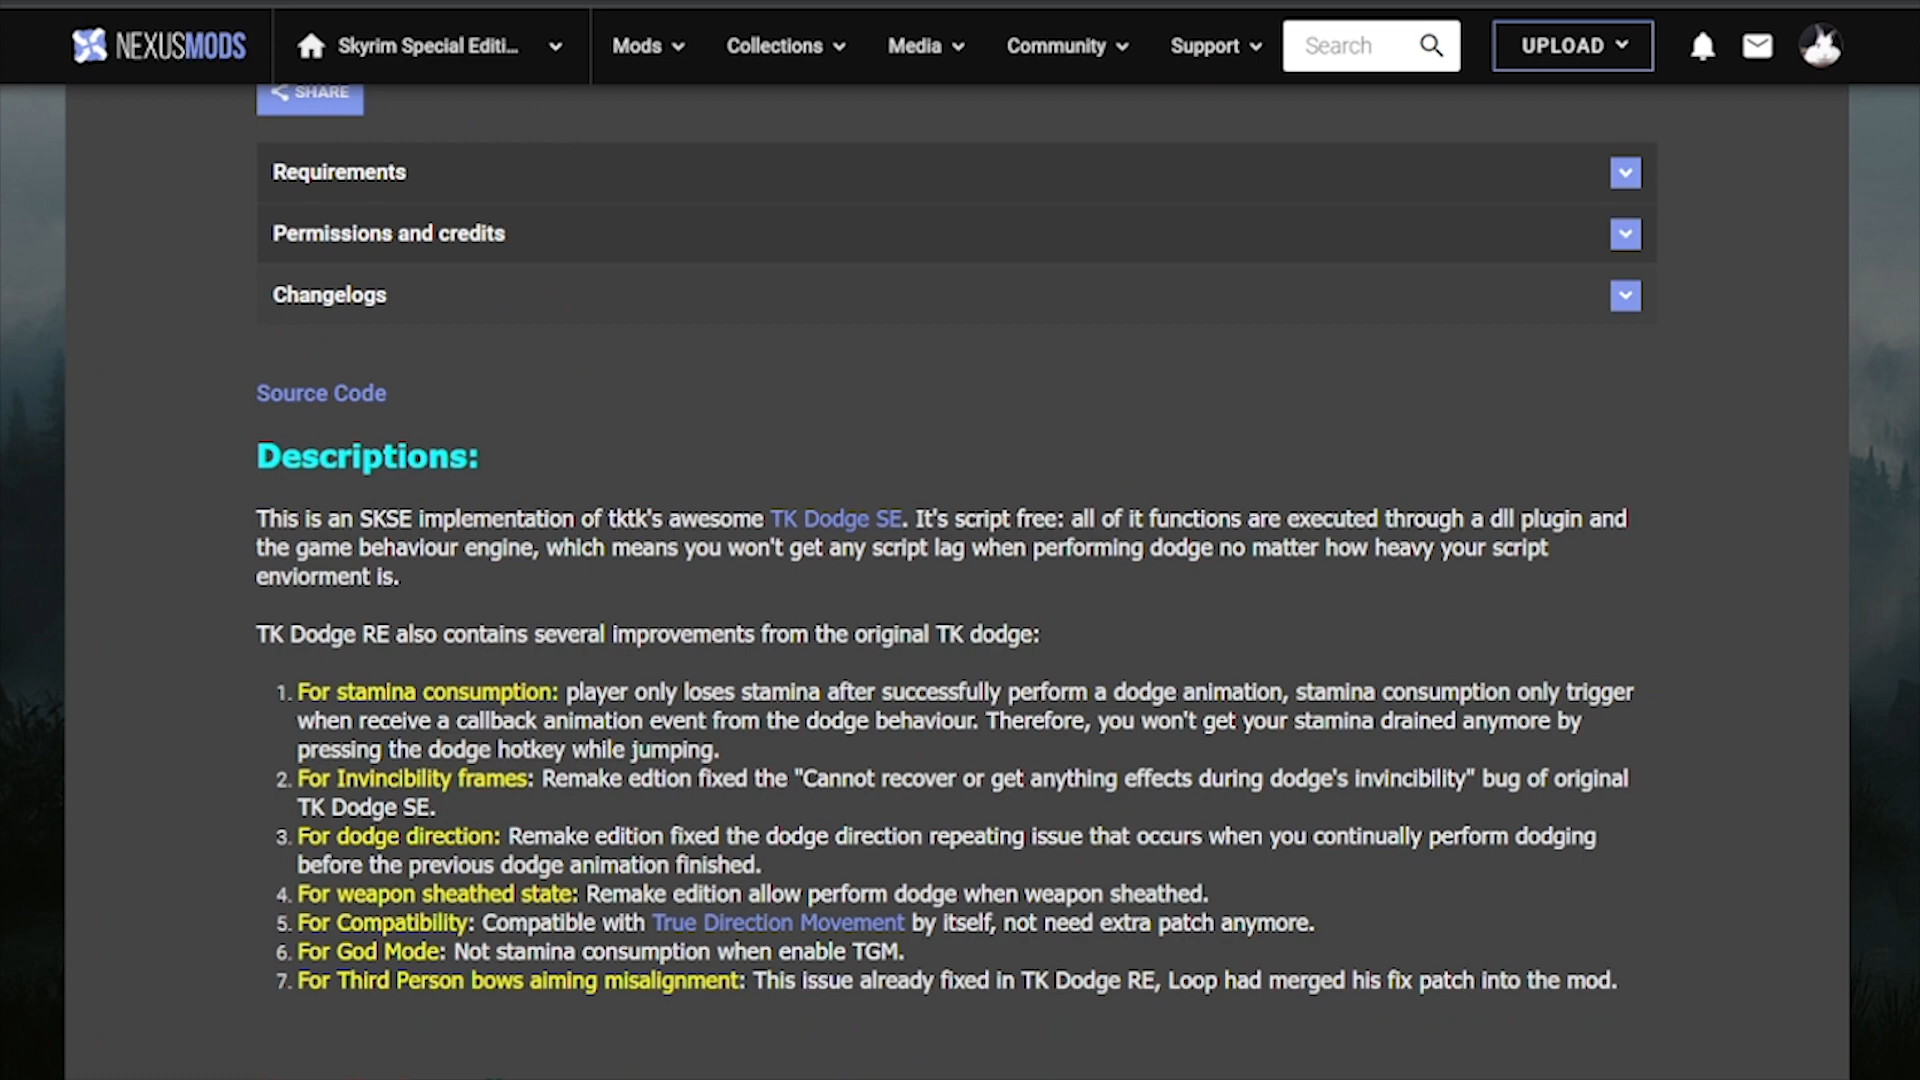 NEXUSMODS
Skyrim Special Editi...
Mods
Collections
Media
Community
Support
Search
UPLOAD
SHARE
Requirements
Permissions and credits
Changelogs
Source Code
Descriptions:
This is an SKSE implementation of tktk's awesome TK Dodge SE. It's script free: all of it functions are executed through a dll plugin and
the game behaviour engine, which means you won't get any script lag when performing dodge no matter how heavy your script
enviorment is.
TK Dodge RE also contains several improvements from the original TK dodge:
1. For stamina consumption: player only loses stamina after successfully perform a dodge animation, stamina consumption only trigger
when receive a callback animation event from the dodge behaviour. Therefore, you won't get your stamina drained anymore by
pressing the dodge hotkey while jumping.
2. For Invincibility frames: Remake edtion fixed the "Cannot recover or get anything effects during dodge's invincibility" bug of original
TK Dodge SE.
3. For dodge direction: Remake edition fixed the dodge direction repeating issue that occurs when you continually perform dodging
before the previous dodge animation finished.
4. For weapon sheathed state: Remake edition allow perform dodge when weapon sheathed.
5. For Compatibility: Compatible with True Direction Movement by itself, not need extra patch anymore.
6. For God Mode: Not stamina consumption when enable TGM.
7. For Third Person bows aiming misalignment: This issue already fixed in TK Dodge RE, Loop had merged his fix patch into the mod.